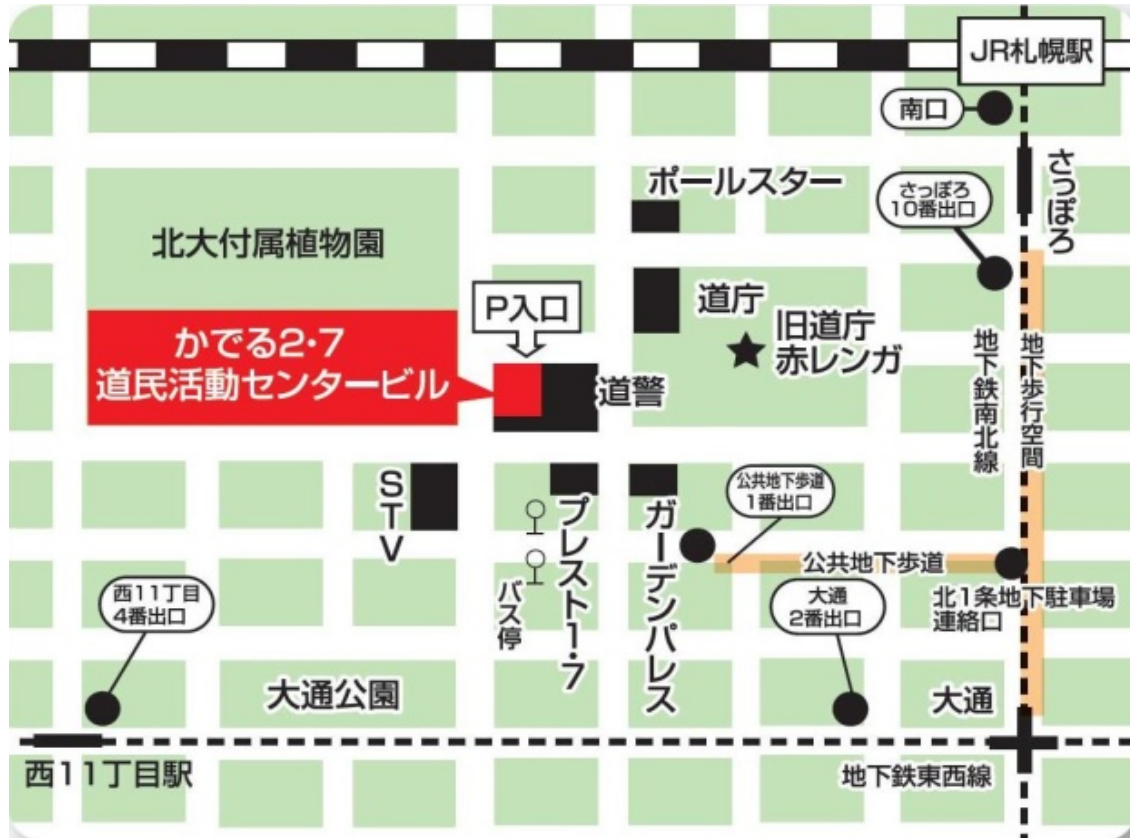 JR札幌駅
南口
さっぽろ
ポールスター
さっぽろ
10番出口
北大付属植物園
P入口
道庁
旧道庁
赤レンガ
かでる2・7
道民活動センタービル
道警
地下鉄南北線
地下歩行空間
STV
プレスト1・7
ガーデンパレス
公共地下歩道
1番出口
公共地下歩道
バス停
西11丁目
4番出口
大通
2番出口
北1条地下駐車場
連絡口
大通公園
大通
西11丁目駅
地下鉄東西線